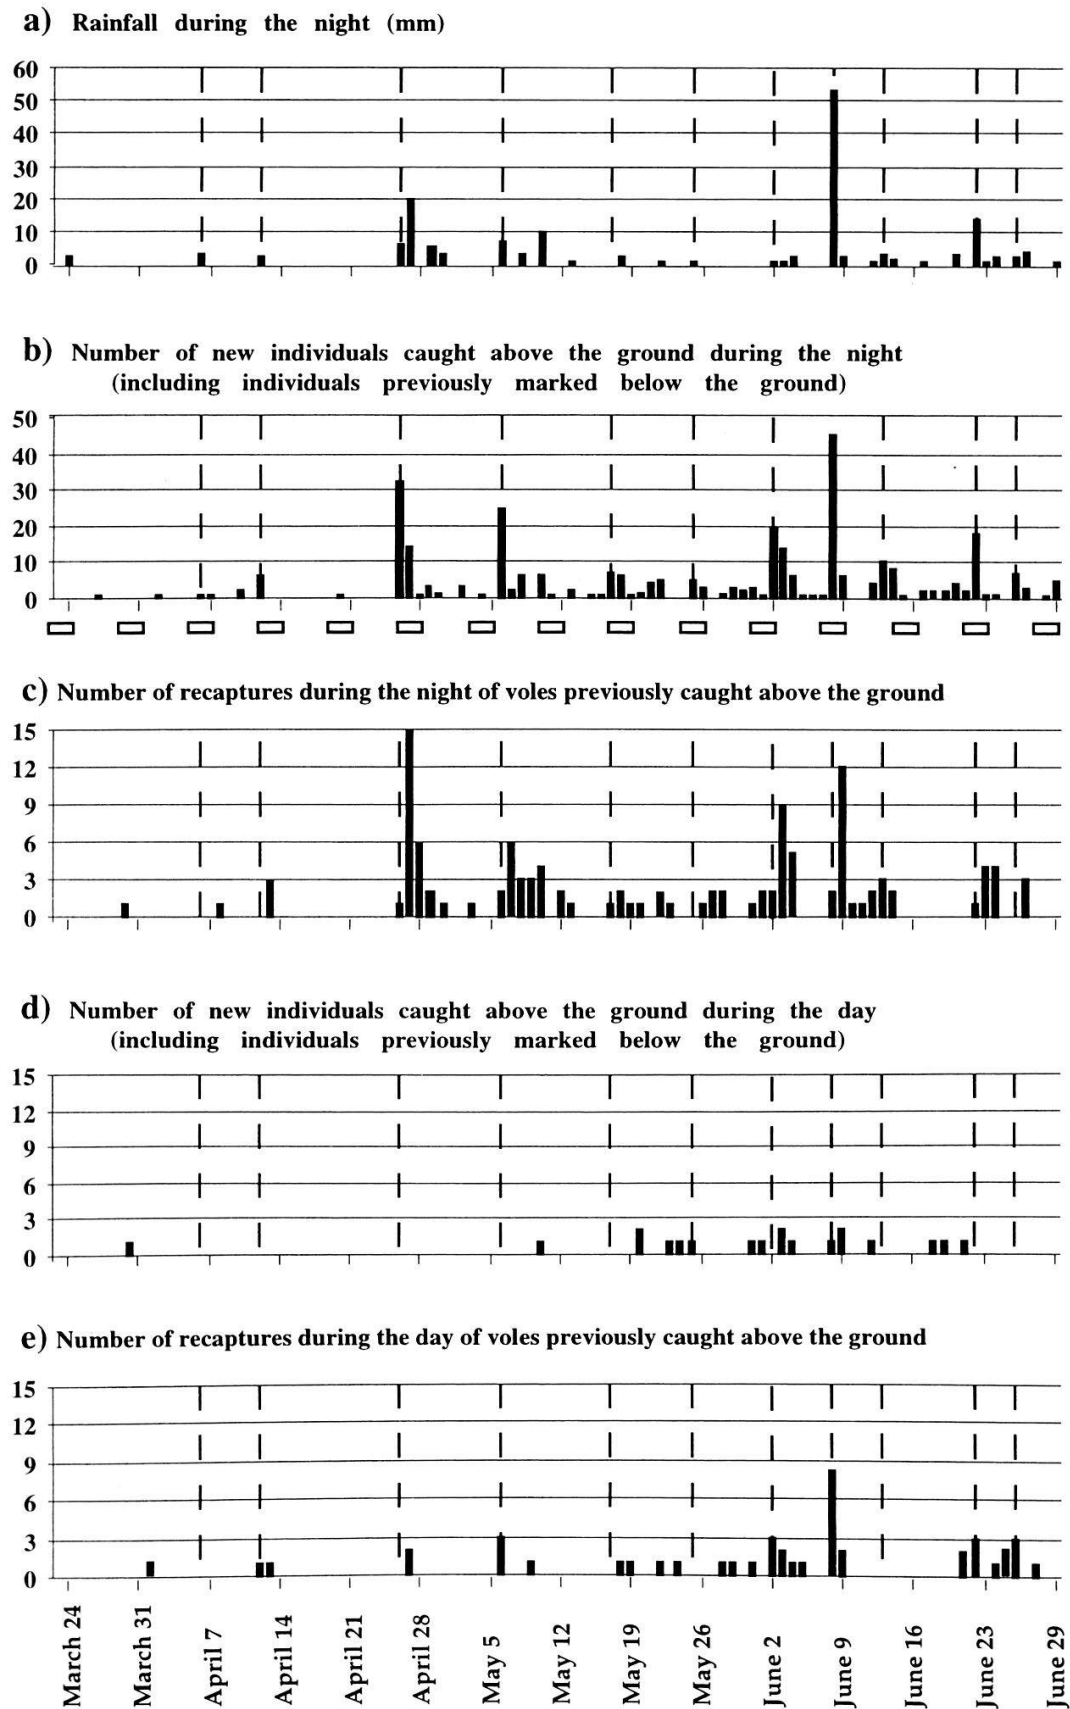 a) Rainfall during the night (mm)
60
50
40
30
20
10
0
b) Number of new individuals caught above the ground during the night
(including individuals previously marked below the ground)
50
40
30
20
10
0
c) Number of recaptures during the night of voles previously caught above the ground
15
12
9
6
3
0
d) Number of new individuals caught above the ground during the day
(including individuals previously marked below the ground)
15
12
9
6
3
0
e) Number of recaptures during the day of voles previously caught above the ground
15
12
9
6
3
0
March 24
March 31
April 7
April 14
April 21
April 28
May 5
May 12
May 19
May 26
June 2
June 9
June 16
June 23
June 29